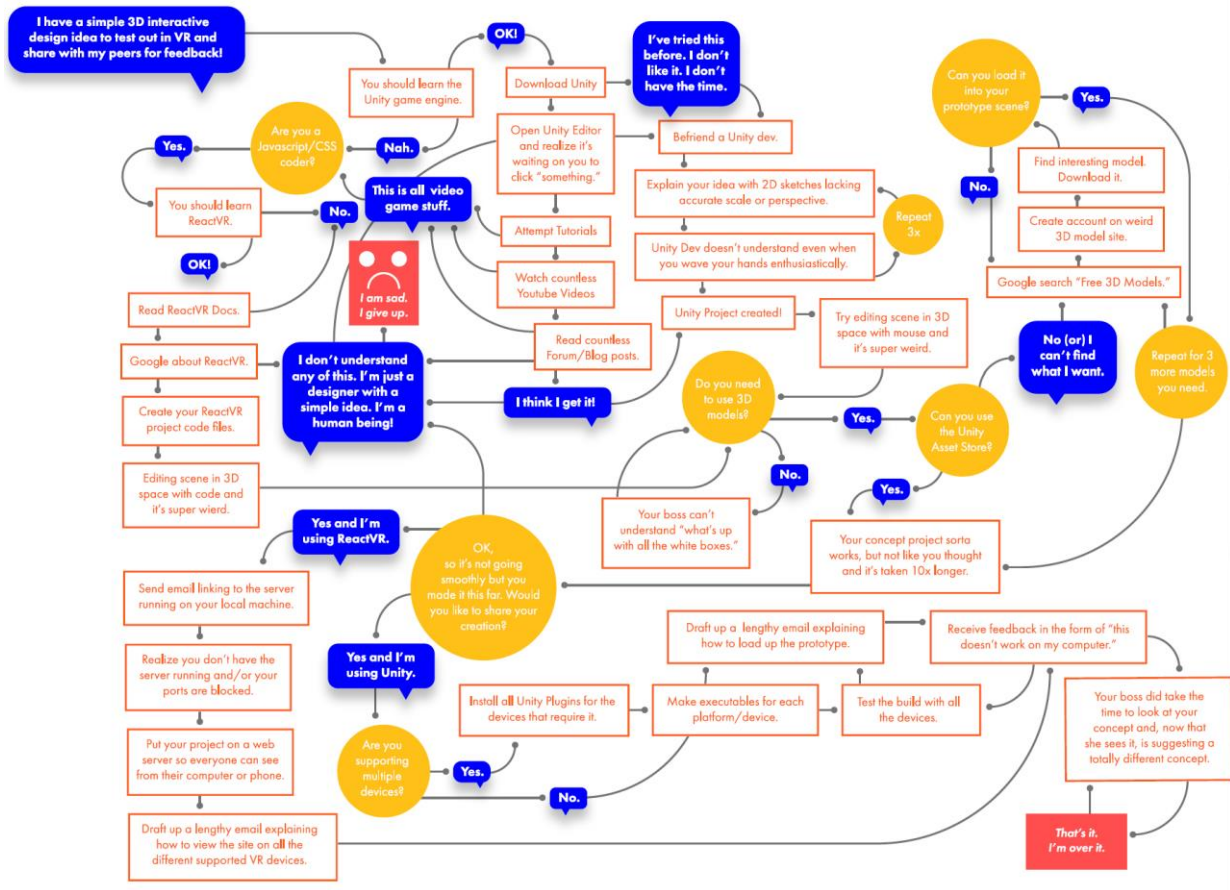 I have a simple 3D interactive
design idea to test out in VR and
share with my peers for feedback!
You should learn the
Unity game engine.
OK!
Download Unity
I've tried this
before. I don't
like it. I don't
have the time.
Can you load it
into your
prototype scene?
Yes.
Are you a
Javascript/CSS
coder?
Yes.
Nah.
Open Unity Editor
and realize it's
waiting on you to
click "something."
Befriend a Unity dev.
Find interesting model.
Download it.
No.
You should learn
ReactVR.
No.
This is all video
game stuff.
Explain your idea with 2D sketches lacking
accurate scale or perspective.
Repeat
3x
Create account on weird
3D model site.
OK!
I am sad.
I give up.
Attempt Tutorials
Unity Dev doesn't understand even when
you wave your hands enthusiastically.
Google search "Free 3D Models."
Watch countless
Youtube Videos
Read ReactVR Docs.
Unity Project created!
Try editing scene in 3D
space with mouse and
it's super weird.
No (or) I
can't find
what I want.
Repeat for 3
more models
you need.
Google about ReactVR.
I don't understand
any of this. I'm just a
designer with a
simple idea. I'm a
human being!
Read countless
Forum/Blog posts.
I think I get it!
Do you need
to use 3D
models?
Yes.
Can you use
the Unity
Asset Store?
Create your ReactVR
project code files.
No.
Yes.
Editing scene in 3D
space with code and
it's super wierd.
Your boss can't
understand "what's up
with all the white boxes."
Your concept project sorta
works, but not like you thought
and it's taken 10x longer.
Yes and I'm
using ReactVR.
OK,
so it's not going
smoothly but you
made it this far. Would
you like to share your
creation?
Send email linking to the server
running on your local machine.
Yes and I'm
using Unity.
Draft up a lengthy email explaining
how to load up the prototype.
Receive feedback in the form of "this
doesn't work on my computer."
Realize you don't have the
server running and/or your
ports are blocked.
Install all Unity Plugins for the
devices that require it.
Make executables for each
platform/device.
Test the build with all
the devices.
Your boss did take the
time to look at your
concept and, now that
she sees it, is suggesting a
totally different concept.
Put your project on a web
server so everyone can see
from their computer or phone.
Are you
supporting
multiple
devices?
Yes.
No.
Draft up a lengthy email explaining
how to view the site on all the
different supported VR devices.
That's it.
I'm over it.